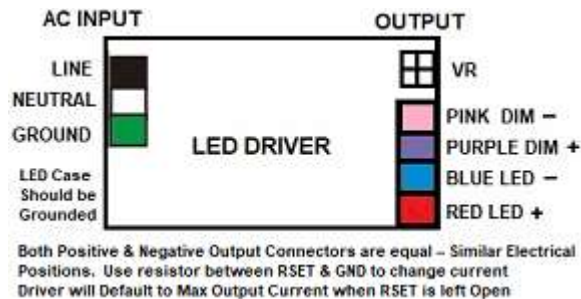 AC INPUT
OUTPUT
LINE
NEUTRAL
GROUND
LED DRIVER
VR
PINK DIM –
PURPLE DIM +
BLUE LED –
RED LED +
LED Case
Should be
Grounded
Both Positive & Negative Output Connectors are equal – Similar Electrical
Positions. Use resistor between RSET & GND to change current
Driver will Default to Max Output Current when RSET is left Open